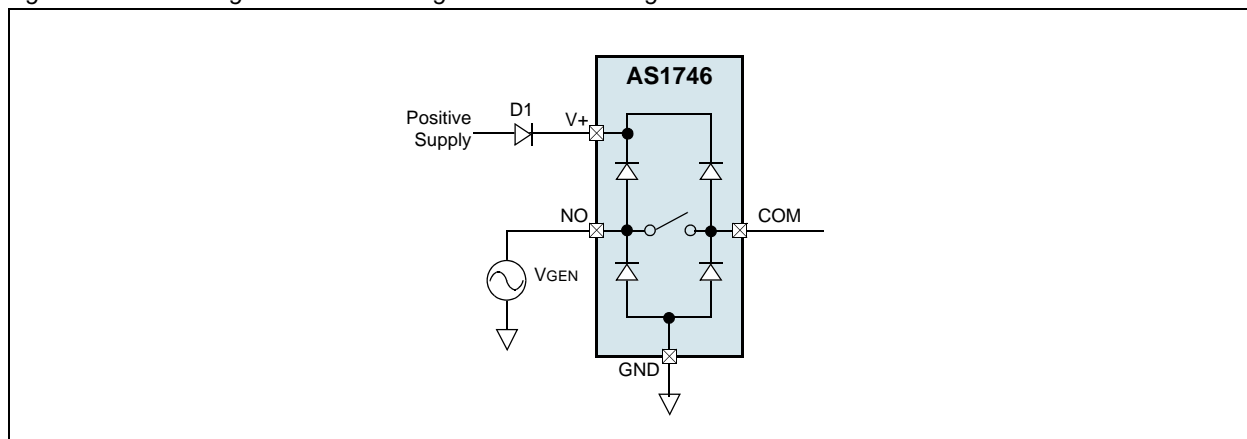 AS1746
D1
V+
Positive
Supply
NO
COM
VGEN
GND